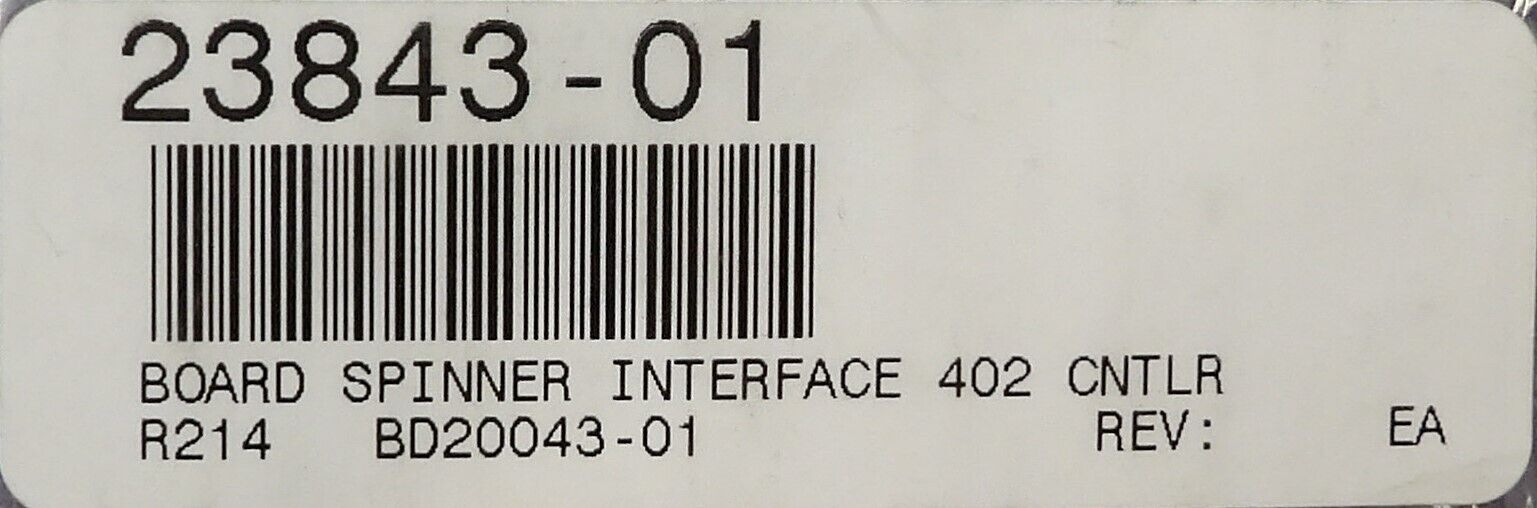 23843-01
BOARD SPINNER INTERFACE 402 CNTLR
R214 BD20043-01 REV: EA